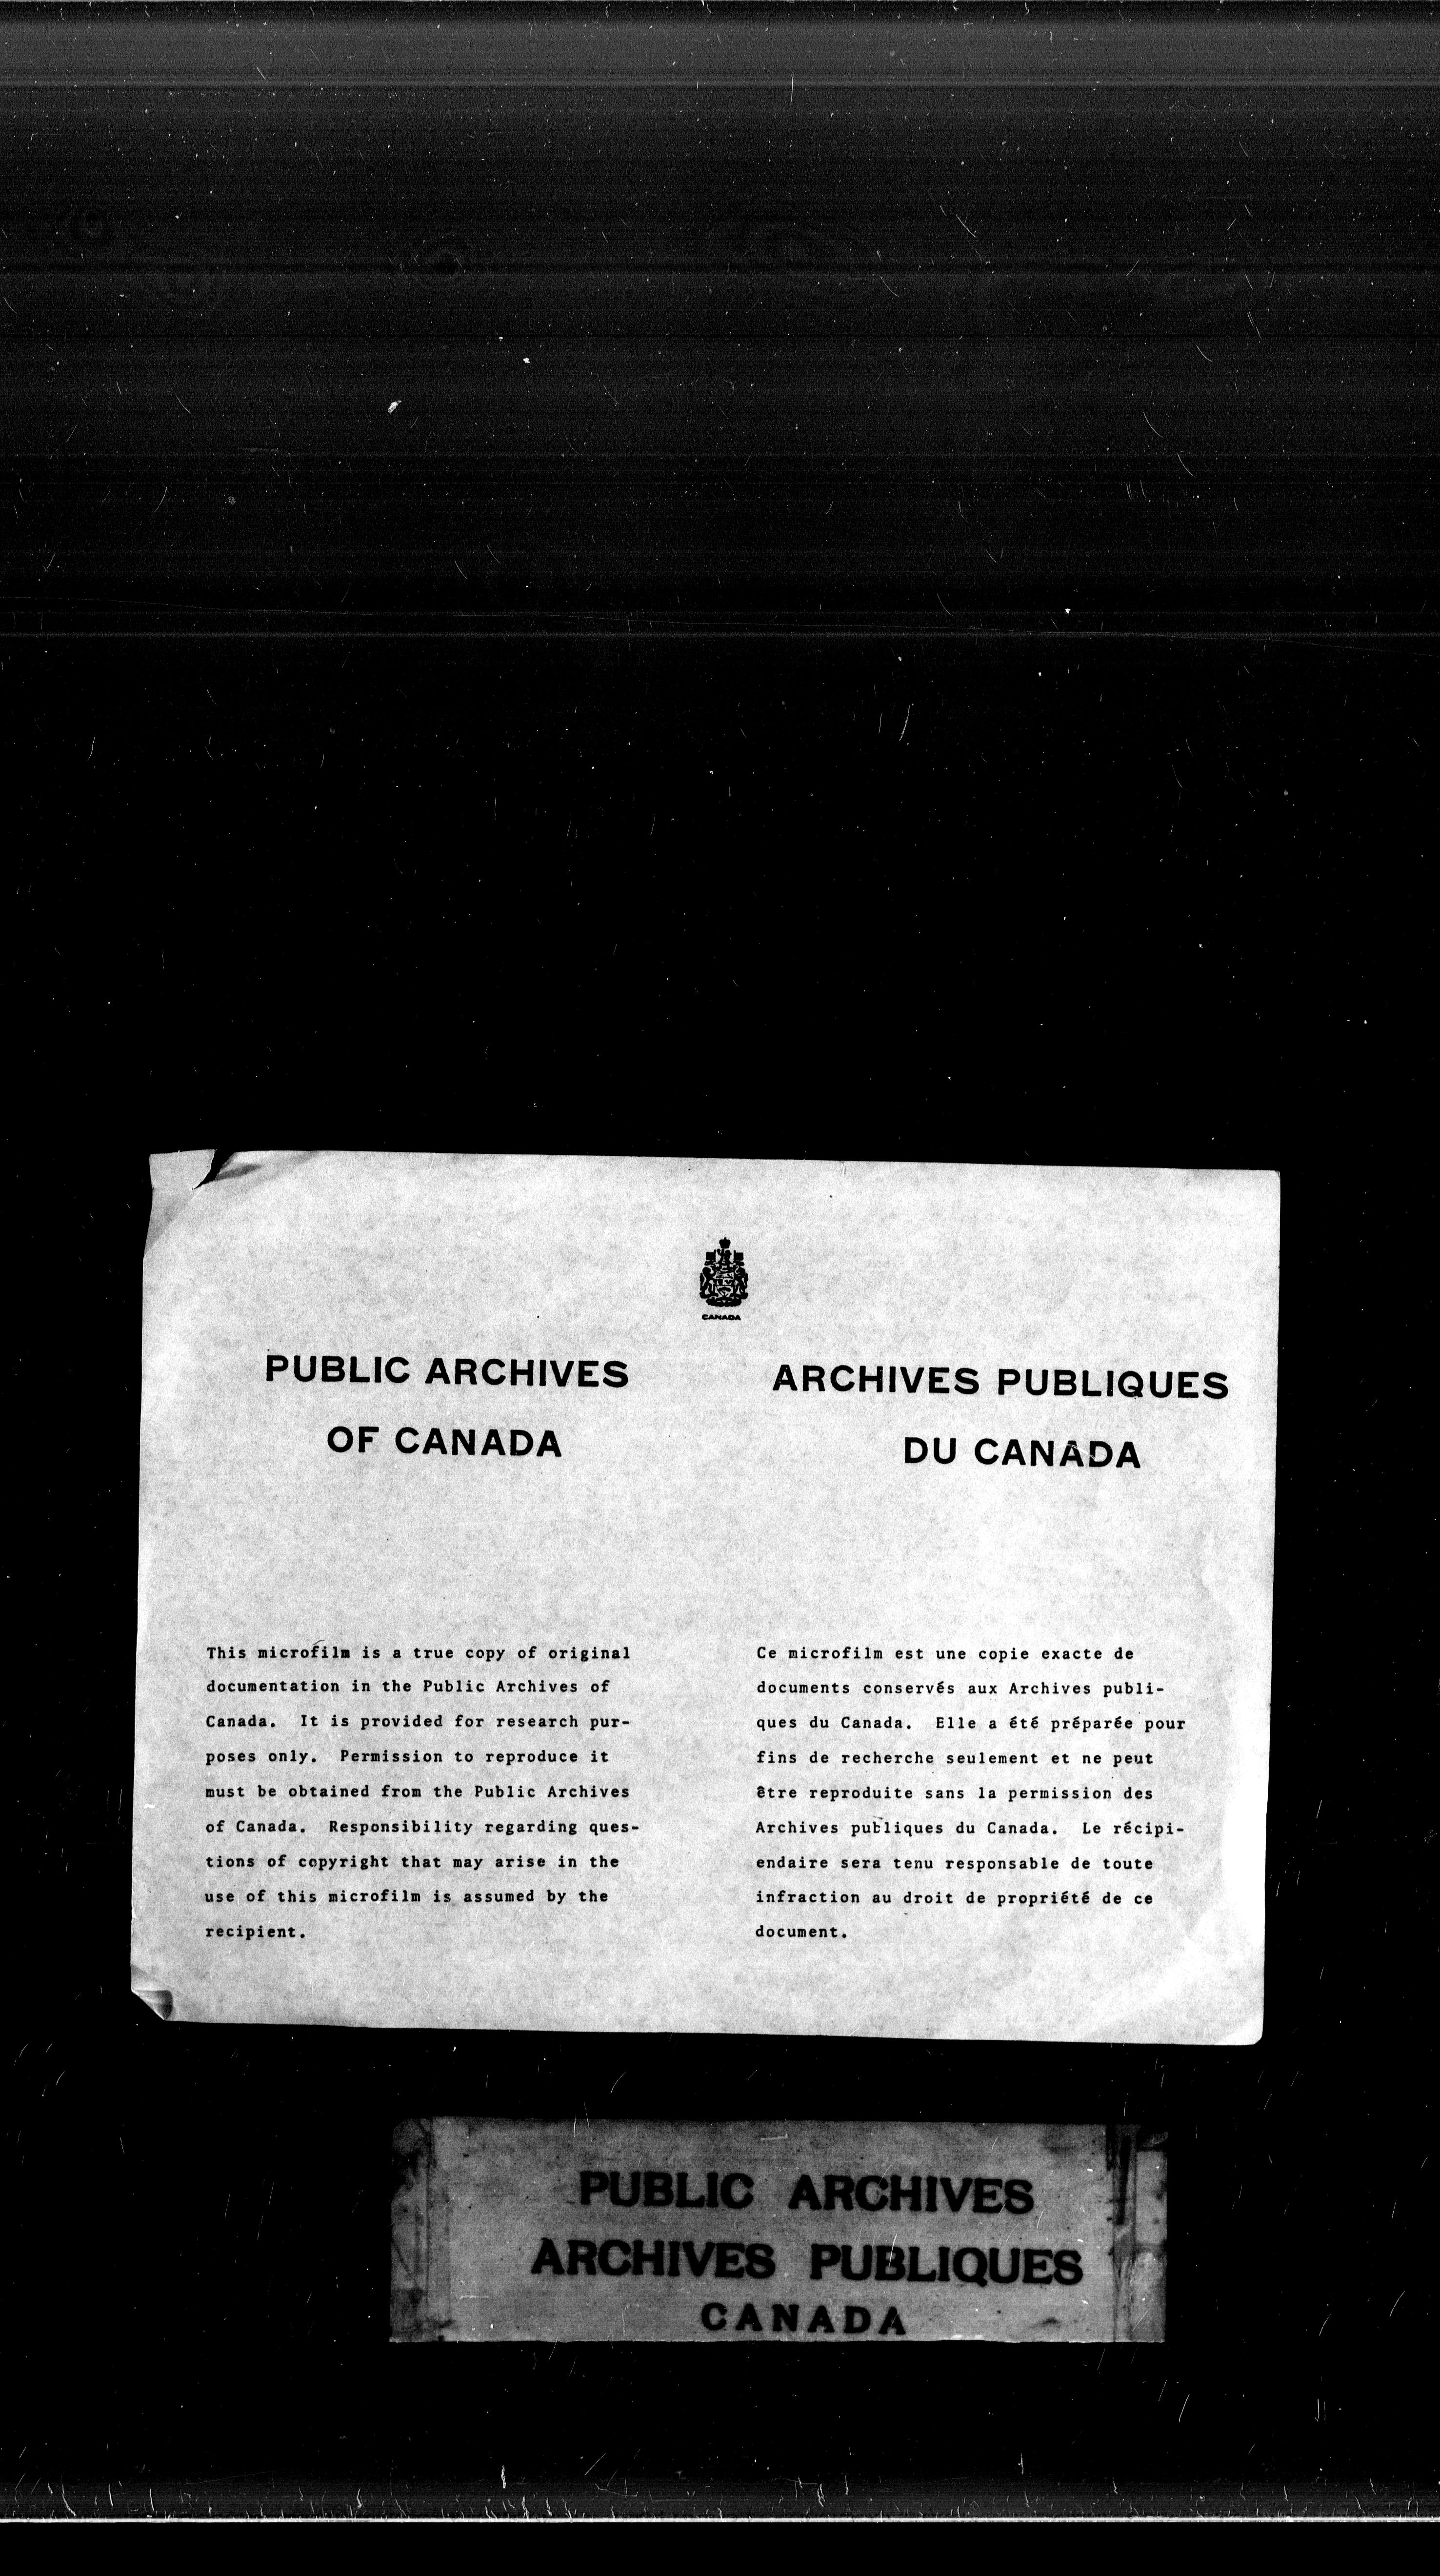 CANADA
PUBLIC ARCHIVES
OF CANADA
This microfilm is a true copy of original
documentation in the Public Archives of
Canada. It is provided for research pur-
poses only. Permission to reproduce it
must be obtained from the Public Archives
of Canada. Responsibility regarding ques-
tions of copyright that may arise in the
use of this microfilm is assumed by the
recipient.
ARCHIVES PUBLIQUES
DU CANADA
Ce microfilm est une copie exacte de
documents conservés aux Archives publi-
ques du Canada. Elle a été préparée pour
fins de recherche seulement et ne peut
être reproduite sans la permission des
Archives publiques du Canada. Le récipi-
endaire sera tenu responsable de toute
infraction au droit de propriété de ce
document.
PUBLIC ARCHIVES
ARCHIVES PUBLIQUES
CANADA